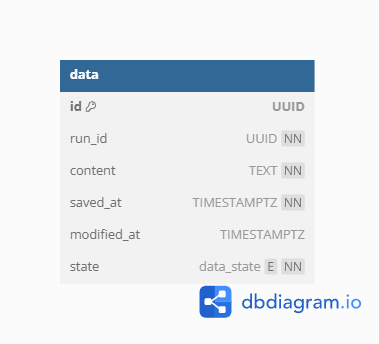 data
id UUID
run_id UUID NN
content TEXT NN
saved_at TIMESTAMPTZ NN
modified_at TIMESTAMPTZ
state data_state E NN
dbdiagram.io